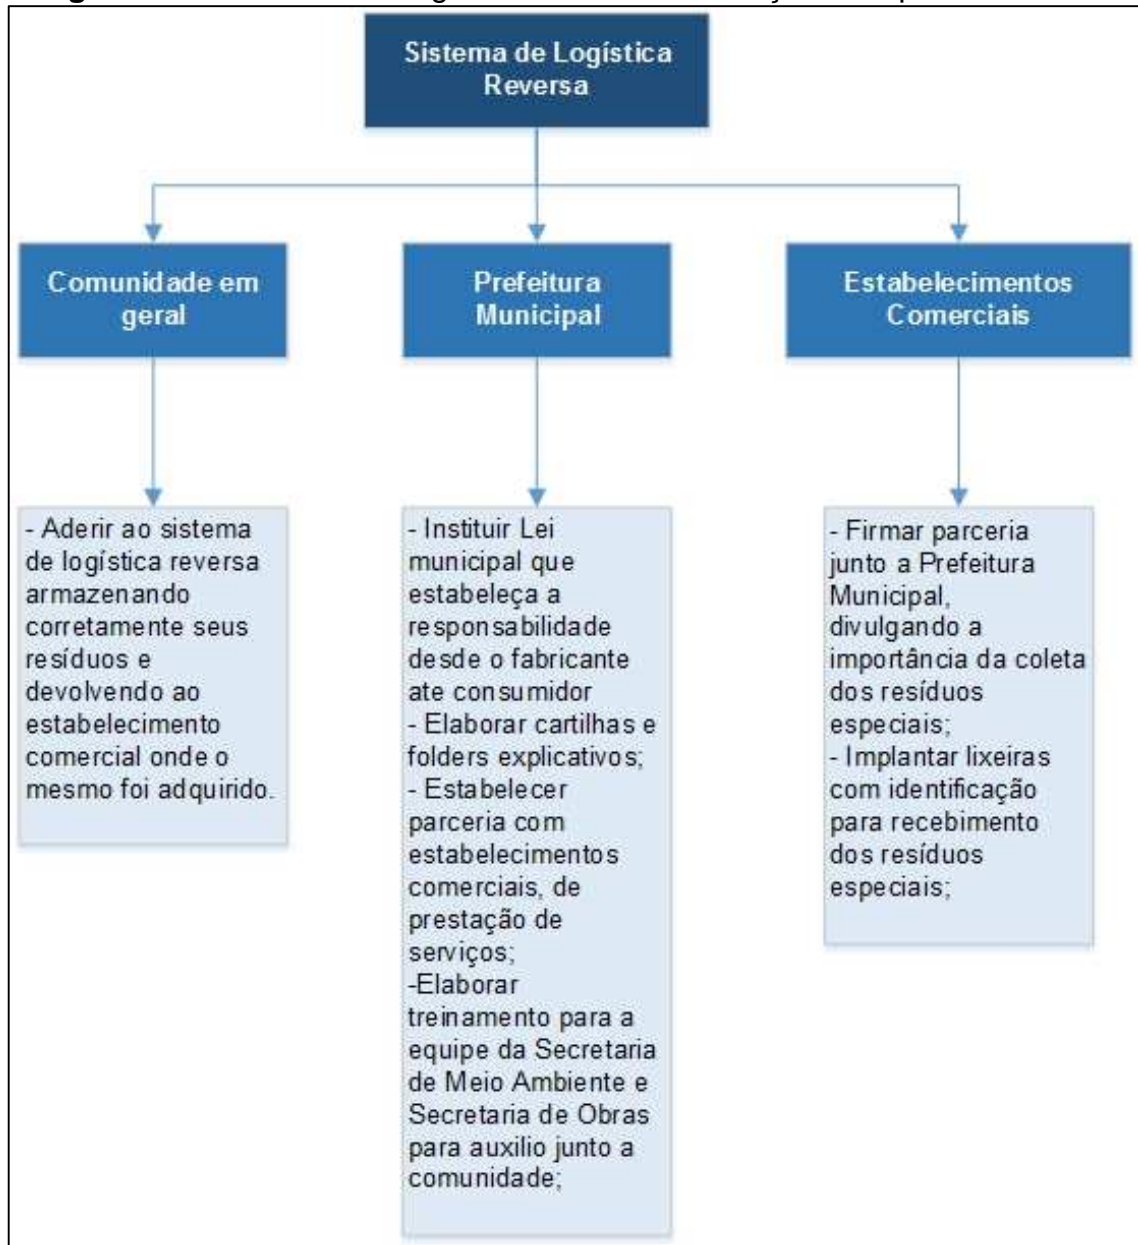 Sistema de Logística
Reversa
Comunidade em
geral
Prefeitura
Municipal
Estabelecimentos
Comerciais
- Aderir ao sistema
de logística reversa
armazenando
corretamente seus
resíduos e
devolvendo ao
estabelecimento
comercial onde o
mesmo foi adquirido.
- Instituir Lei
municipal que
estabeleça a
responsabilidade
desde o fabricante
ate consumidor
- Elaborar cartilhas e
folders explicativos;
- Estabelecer
parceria com
estabelecimentos
comerciais, de
prestação de
serviços;
-Elaborar
treinamento para a
equipe da Secretaria
de Meio Ambiente e
Secretaria de Obras
para auxilio junto a
comunidade;
- Firmar parceria
junto a Prefeitura
Municipal,
divulgando a
importância da coleta
dos resíduos
especiais;
- Implantar lixeiras
com identificação
para recebimento
dos resíduos
especiais;